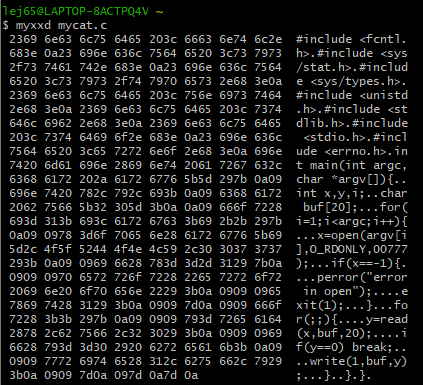 lej65@LAPTOP-8ACTPQ4V ~
$ myxxd mycat.c
2369 6e63 6c75 6465 203c 6663 6e74 6c2e #include <fcntl.
683e 0a23 696e 636c 7564 6520 3c73 7973 h>.#include <sys
2f73 7461 742e 683e 0a23 696e 636c 7564 /stat.h>.#includ
6520 3c73 7973 2f74 7970 6573 2e68 3e0a e <sys/types.h>.
2369 6e63 6c75 6465 203c 756e 6973 7464 #include <unistd
2e68 3e0a 2369 6e63 6c75 6465 203c 7374 .h>.#include <st
646c 6962 2e68 3e0a 2369 6e63 6c75 6465 dlib.h>.#include
203c 7374 6469 6f2e 683e 0a23 696e 636c <stdio.h>.#incl
7564 6520 3c65 7272 6e6f 2e68 3e0a 696e ude <errno.h>.in
7420 6d61 696e 2869 6e74 2061 7267 632c t main(int argc,
6368 6172 202a 6172 6776 5b5d 297b 0a09 char *argv[]){..
696e 7420 782c 792c 693b 0a09 6368 6172 int x,y,i;..char
2062 7566 5b32 305d 3b0a 0a09 666f 7228 buf[20];...for(
693d 313b 693c 6172 6763 3b69 2b2b 297b i=1;i<argc;i++){
0a09 0978 3d6f 7065 6e28 6172 6776 5b69 ...x=open(argv[i
5d2c 4f5f 5244 4f4e 4c59 2c30 3037 3737 ],O_RDONLY,00777
293b 0a09 0969 6628 783d 3d2d 3129 7b0a );...if(x==-1){.
0909 0970 6572 726f 7228 2265 7272 6f72 ...perror("error
2069 6e20 6f70 656e 2229 3b0a 0909 0965 in open");....e
7869 7428 3129 3b0a 0909 7d0a 0909 666f xit(1);...}...fo
7228 3b3b 297b 0a09 0909 793d 7265 6164 r(;;){....y=read
2878 2c62 7566 2c32 3029 3b0a 0909 0969 (x,buf,20);....i
6628 793d 3d30 2920 6272 6561 6b3b 0a09 f(y==0) break;..
0909 7772 6974 6528 312c 6275 662c 7929 ..write(1,buf,y)
3b0a 0909 7d0a 097d 0a7d 0a ;...}..}.}.